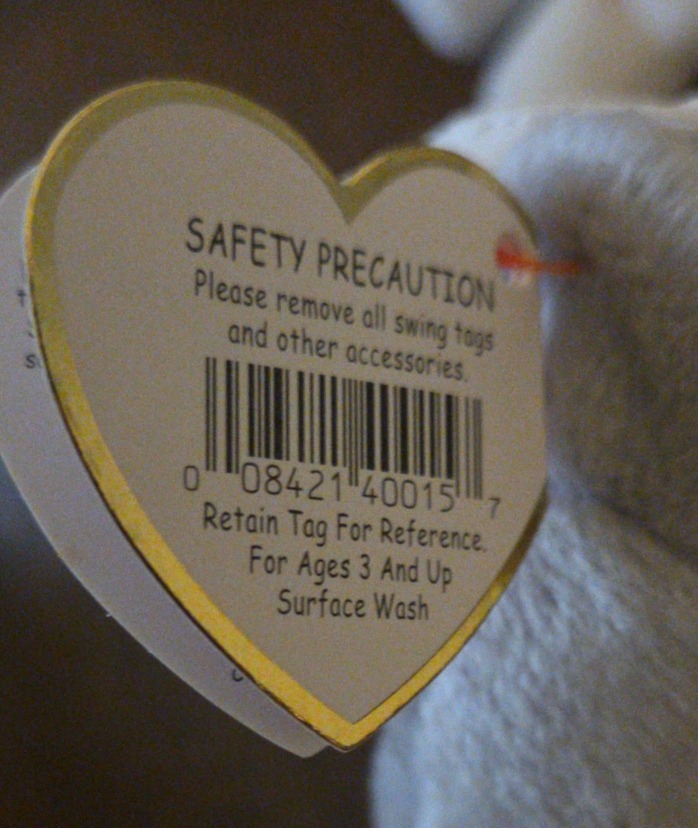 SAFETY PRECAUTION
Please remove all swing tags
and other accessories.
0 08421 40015 7
Retain Tag For Reference.
For Ages 3 And Up
Surface Wash